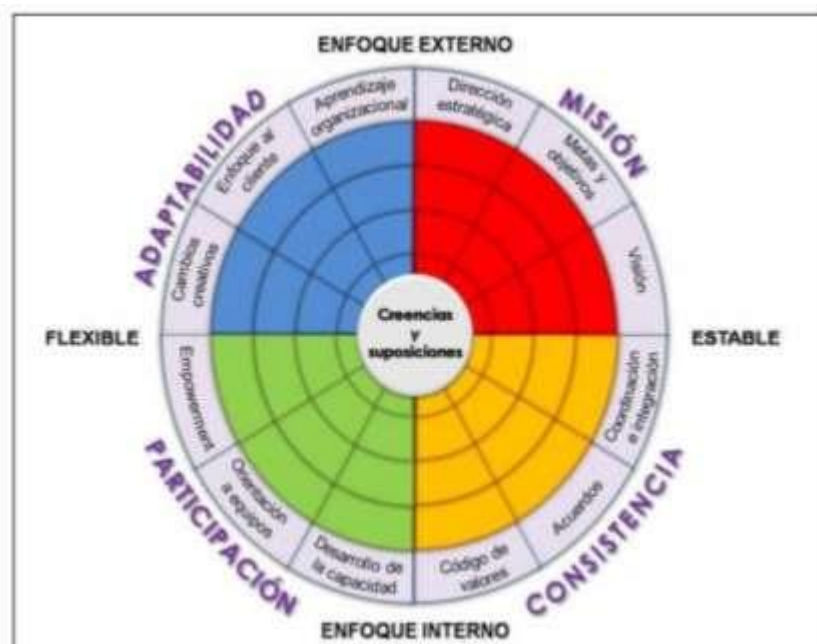 ENFOQUE EXTERNO
ADAPTABILIDAD
MISIÓN
Aprendizaje
organizacional
Dirección
estratégica
Enfoque al
cliente
Metas y
objetivos
Cambios
creativos
Visión
FLEXIBLE
Creencias
y
suposiciones
ESTABLE
Empowerment
Coordinación
e integración
Orientación
a equipos
Acuerdos
Desarrollo de
la capacidad
Código de
valores
PARTICIPACIÓN
CONSISTENCIA
ENFOQUE INTERNO